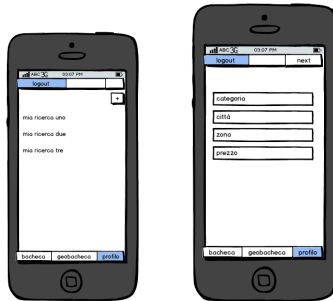 ABC 3G 03:07 PM
logout
+
mia ricerca uno
mia ricerca due
mia ricerca tre
bacheca geobacheca profilo
ABC 3G 03:07 PM
logout next
categoria
città
zona
prezzo
bacheca geobacheca profilo